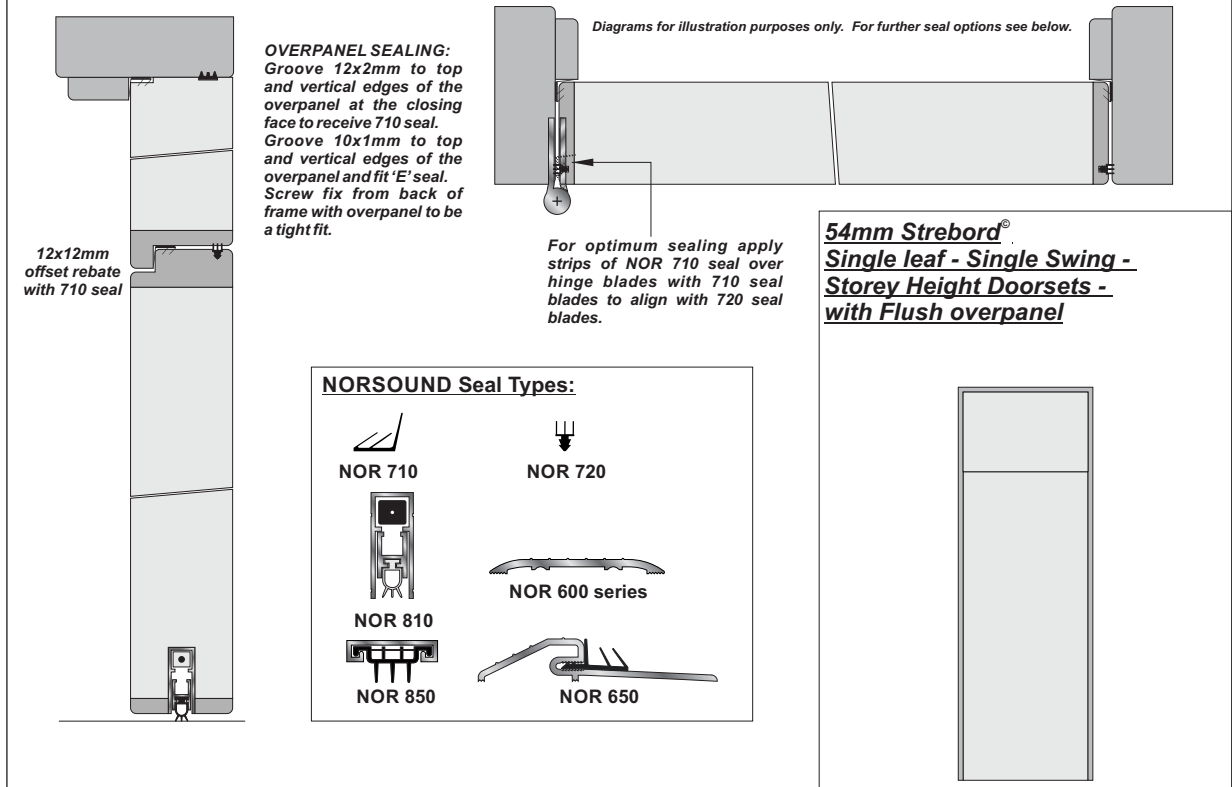 Diagrams for illustration purposes only. For further seal options see below.
OVERPANEL SEALING:
Groove 12x2mm to top
and vertical edges of the
overpanel at the closing
face to receive 710 seal.
Groove 10x1mm to top
and vertical edges of the
overpanel and fit ‘E’ seal.
Screw fix from back of
frame with overpanel to be
a tight fit.
12x12mm
offset rebate
with 710 seal
For optimum sealing apply
strips of NOR 710 seal over
hinge blades with 710 seal
blades to align with 720 seal
blades.
54mm Strebord©
Single leaf - Single Swing -
Storey Height Doorsets -
with Flush overpanel
NORSOUND Seal Types:
NOR 710
NOR 720
NOR 810
NOR 600 series
NOR 850
NOR 650